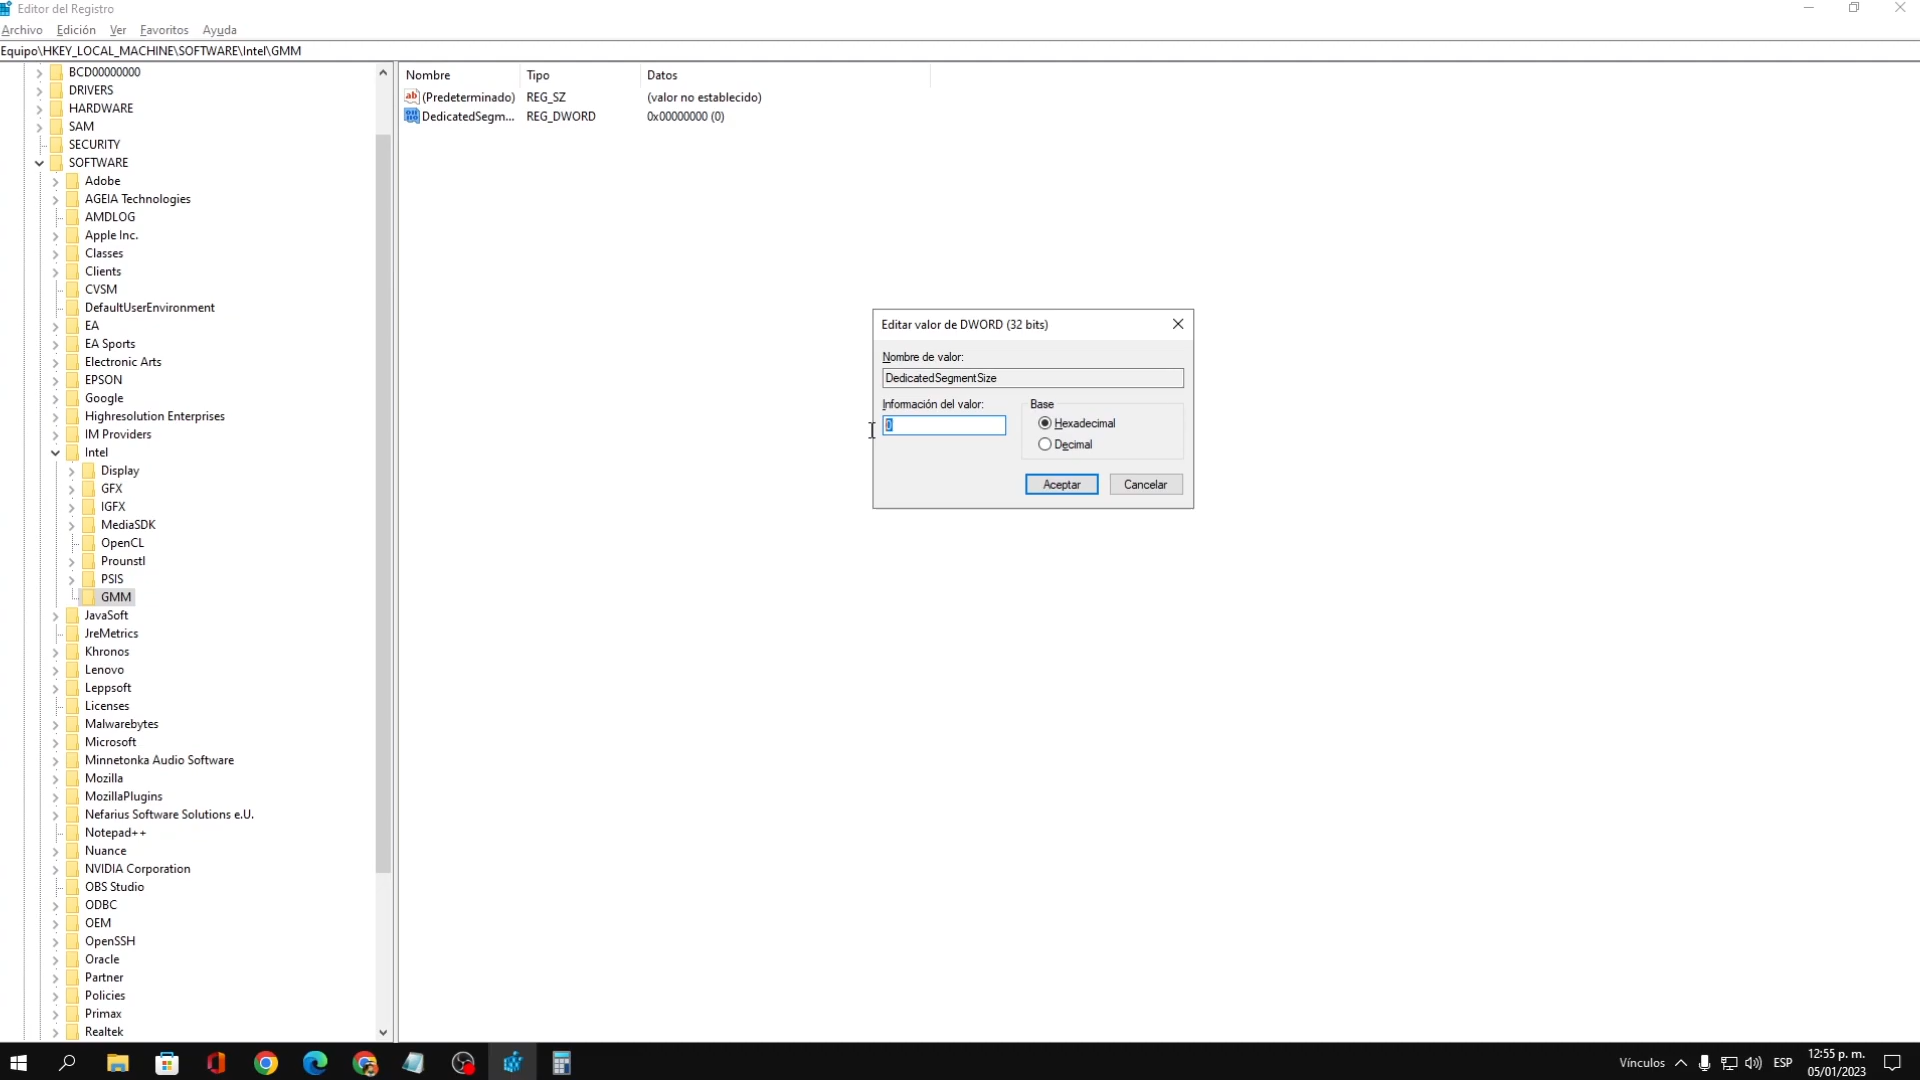 Editor del Registro
Archivo Edición Ver Favoritos Ayuda
Equipo\HKEY_LOCAL_MACHINE\SOFTWARE\Intel\GMM
BCD00000000
DRIVERS
HARDWARE
SAM
SECURITY
SOFTWARE
Adobe
AGEIA Technologies
AMDLOG
Apple Inc.
Classes
Clients
CVSM
DefaultUserEnvironment
EA
EA Sports
Electronic Arts
EPSON
Google
Highresolution Enterprises
IM Providers
Intel
Display
GFX
IGFX
MediaSDK
OpenCL
Prounstl
PSIS
GMM
JavaSoft
JreMetrics
Khronos
Lenovo
Leppsoft
Licenses
Malwarebytes
Microsoft
Minnetonka Audio Software
Mozilla
MozillaPlugins
Nefarius Software Solutions e.U.
Notepad++
Nuance
NVIDIA Corporation
OBS Studio
ODBC
OEM
OpenSSH
Oracle
Partner
Policies
Primax
Realtek
Nombre Tipo Datos
(Predeterminado) REG_SZ (valor no establecido)
DedicatedSegm... REG_DWORD 0x00000000 (0)
Editar valor de DWORD (32 bits)
Nombre de valor:
DedicatedSegmentSize
Información del valor: Base
0 Hexadecimal
Decimal
Aceptar Cancelar
Vínculos ESP 12:55 p. m.
05/01/2023